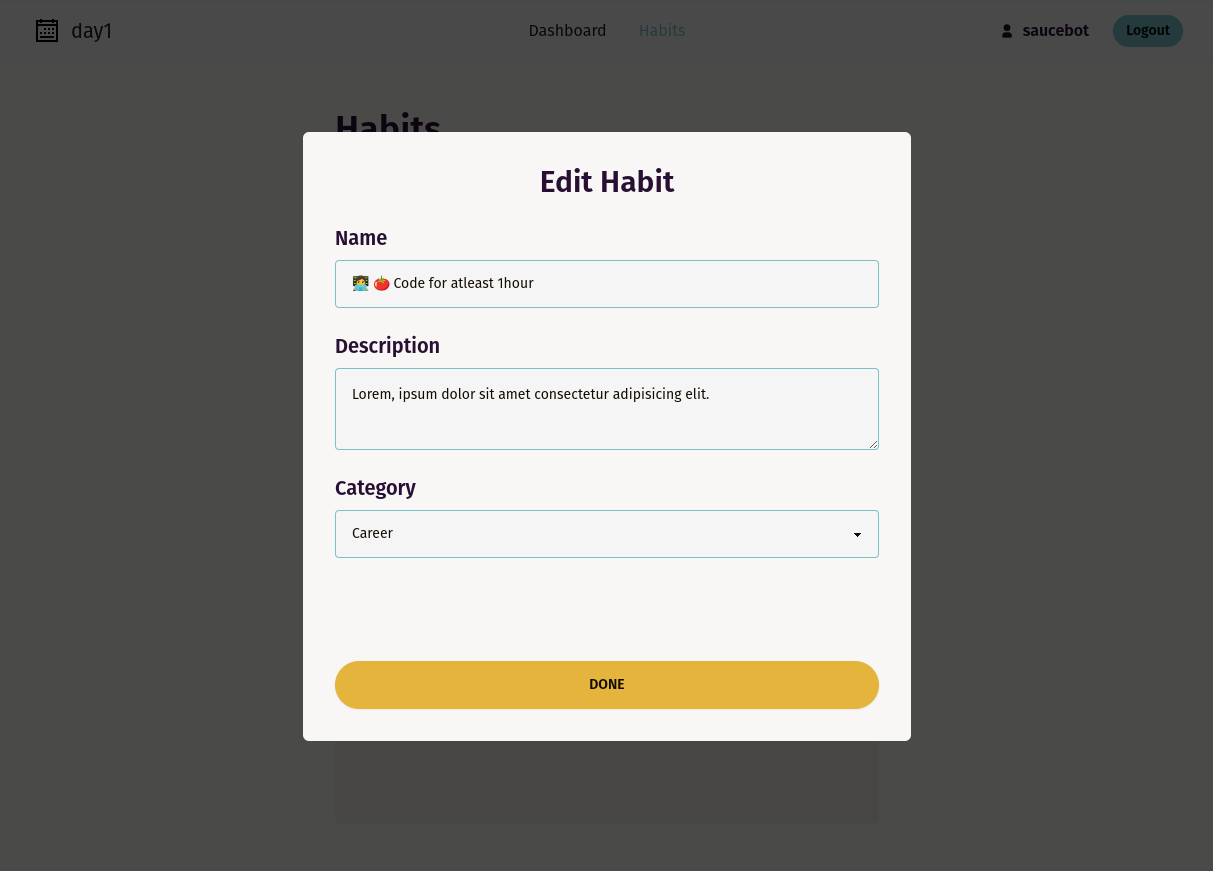 day1
Dashboard
Habits
saucebot
Logout
Habits
Edit Habit
Name
👩‍💻 🍅 Code for atleast 1hour
Description
Lorem, ipsum dolor sit amet consectetur adipisicing elit.
Category
Career
DONE